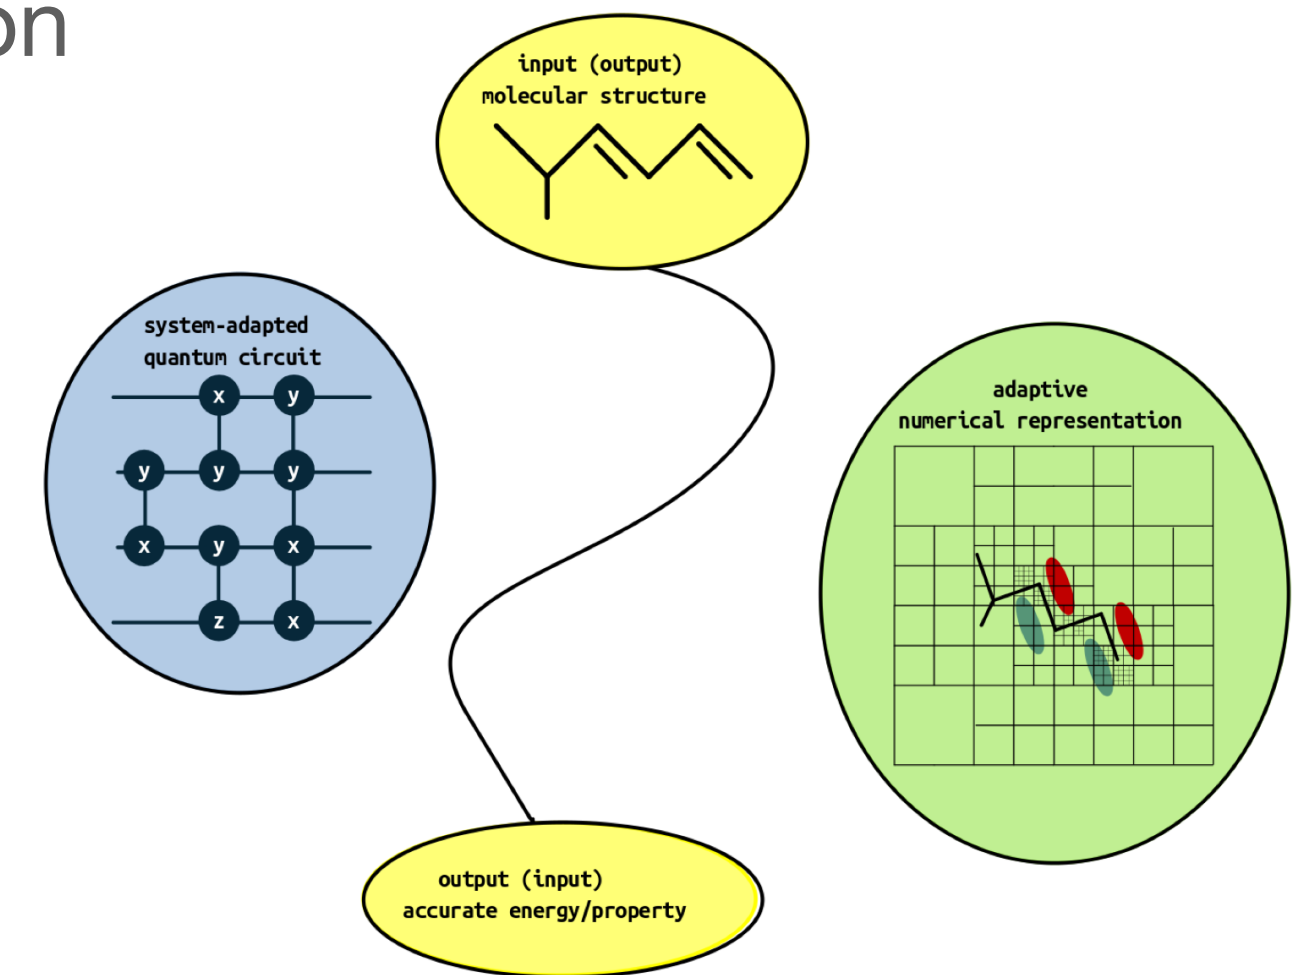 on
input (output)
molecular structure
system-adapted
quantum circuit
x y
y y y
x y x
z x
adaptive
numerical representation
output (input)
accurate energy/property